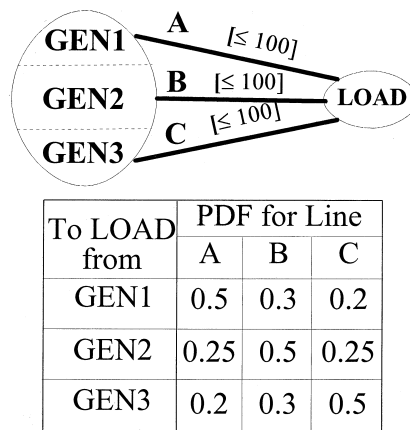 A
GEN1
[≤ 100]
B
[≤ 100]
GEN2
LOAD
C
[≤ 100]
GEN3
To LOAD from
PDF for Line
A B C
GEN1 0.5 0.3 0.2
GEN2 0.25 0.5 0.25
GEN3 0.2 0.3 0.5